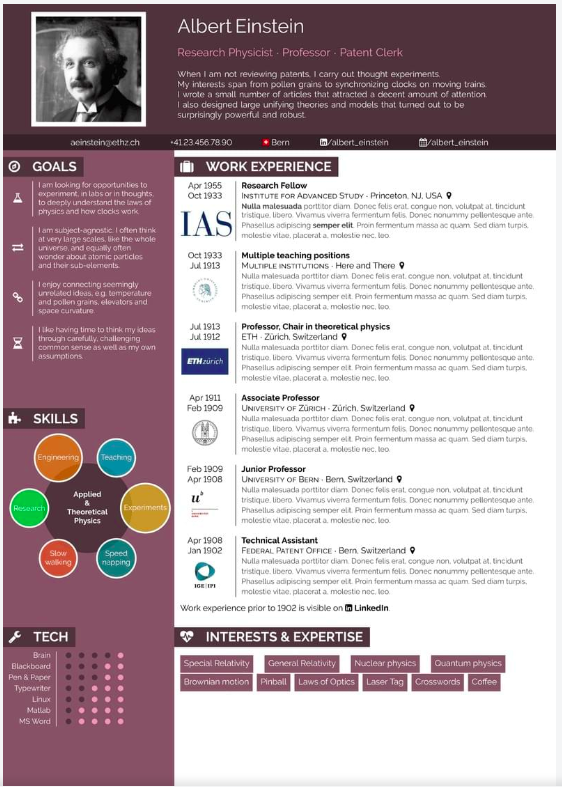 Albert Einstein
Research Physicist · Professor · Patent Clerk
When I am not reviewing patents, I carry out thought experiments.
My interests span from pollen grains to synchronizing clocks on moving trains.
I wrote a small number of articles that attracted a decent amount of attention.
I also designed large unifying theories and models that turned out to be
surprisingly powerful and robust.
aeinstein@ethz.ch +41.23.456.78.90 Bern /albert_einstein /albert_einstein
GOALS
I am looking for opportunities to
experiment, in labs or in thoughts,
to deeply understand the laws of
physics and how clocks work.
I am subject-agnostic. I often think
at very large scales, like the whole
universe, and equally often
wonder about atomic particles
and their sub-elements.
I enjoy connecting seemingly
unrelated ideas, e.g. temperature
and pollen grains, elevators and
space curvature.
I like having time to think my ideas
through carefully, challenging
common sense as well as my own
assumptions.
SKILLS
Engineering
Teaching
Research
Applied
&
Theoretical
Physics
Experiments
Slow
walking
Speed
napping
TECH
Brain
Blackboard
Pen & Paper
Typewriter
Linux
Matlab
MS Word
WORK EXPERIENCE
Apr 1955
Oct 1933
IAS
Research Fellow
INSTITUTE FOR ADVANCED STUDY · Princeton, NJ, USA
Nulla malesuada porttitor diam. Donec felis erat, congue non, volutpat at, tincidunt
tristique, libero. Vivamus viverra fermentum felis. Donec nonummy pellentesque ante.
Phasellus adipiscing semper elit. Proin fermentum massa ac quam. Sed diam turpis,
molestie vitae, placerat a, molestie nec, leo.
Oct 1933
Jul 1913
Multiple teaching positions
MULTIPLE INSTITUTIONS · Here and There
Nulla malesuada porttitor diam. Donec felis erat, congue non, volutpat at, tincidunt
tristique, libero. Vivamus viverra fermentum felis. Donec nonummy pellentesque ante.
Phasellus adipiscing semper elit. Proin fermentum massa ac quam. Sed diam turpis,
molestie vitae, placerat a, molestie nec, leo.
Jul 1913
Jul 1912
ETH zürich
Professor, Chair in theoretical physics
ETH · Zürich, Switzerland
Nulla malesuada porttitor diam. Donec felis erat, congue non, volutpat at, tincidunt
tristique, libero. Vivamus viverra fermentum felis. Donec nonummy pellentesque ante.
Phasellus adipiscing semper elit. Proin fermentum massa ac quam. Sed diam turpis,
molestie vitae, placerat a, molestie nec, leo.
Apr 1911
Feb 1909
Associate Professor
UNIVERSITY OF ZÜRICH · Zürich, Switzerland
Nulla malesuada porttitor diam. Donec felis erat, congue non, volutpat at, tincidunt
tristique, libero. Vivamus viverra fermentum felis. Donec nonummy pellentesque ante.
Phasellus adipiscing semper elit. Proin fermentum massa ac quam. Sed diam turpis,
molestie vitae, placerat a, molestie nec, leo.
Feb 1909
Apr 1908
u b
Junior Professor
UNIVERSITY OF BERN · Bern, Switzerland
Nulla malesuada porttitor diam. Donec felis erat, congue non, volutpat at, tincidunt
tristique, libero. Vivamus viverra fermentum felis. Donec nonummy pellentesque ante.
Phasellus adipiscing semper elit. Proin fermentum massa ac quam. Sed diam turpis,
molestie vitae, placerat a, molestie nec, leo.
Apr 1908
Jan 1902
IGE|IPI
Technical Assistant
FEDERAL PATENT OFFICE · Bern, Switzerland
Nulla malesuada porttitor diam. Donec felis erat, congue non, volutpat at, tincidunt
tristique, libero. Vivamus viverra fermentum felis. Donec nonummy pellentesque ante.
Phasellus adipiscing semper elit. Proin fermentum massa ac quam. Sed diam turpis,
molestie vitae, placerat a, molestie nec, leo.
Work experience prior to 1902 is visible on LinkedIn.
INTERESTS & EXPERTISE
Special Relativity General Relativity Nuclear physics Quantum physics
Brownian motion Pinball Laws of Optics Laser Tag Crosswords Coffee